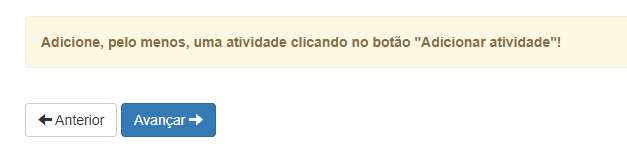 Adicione, pelo menos, uma atividade clicando no botão "Adicionar atividade"!
Anterior
Avançar